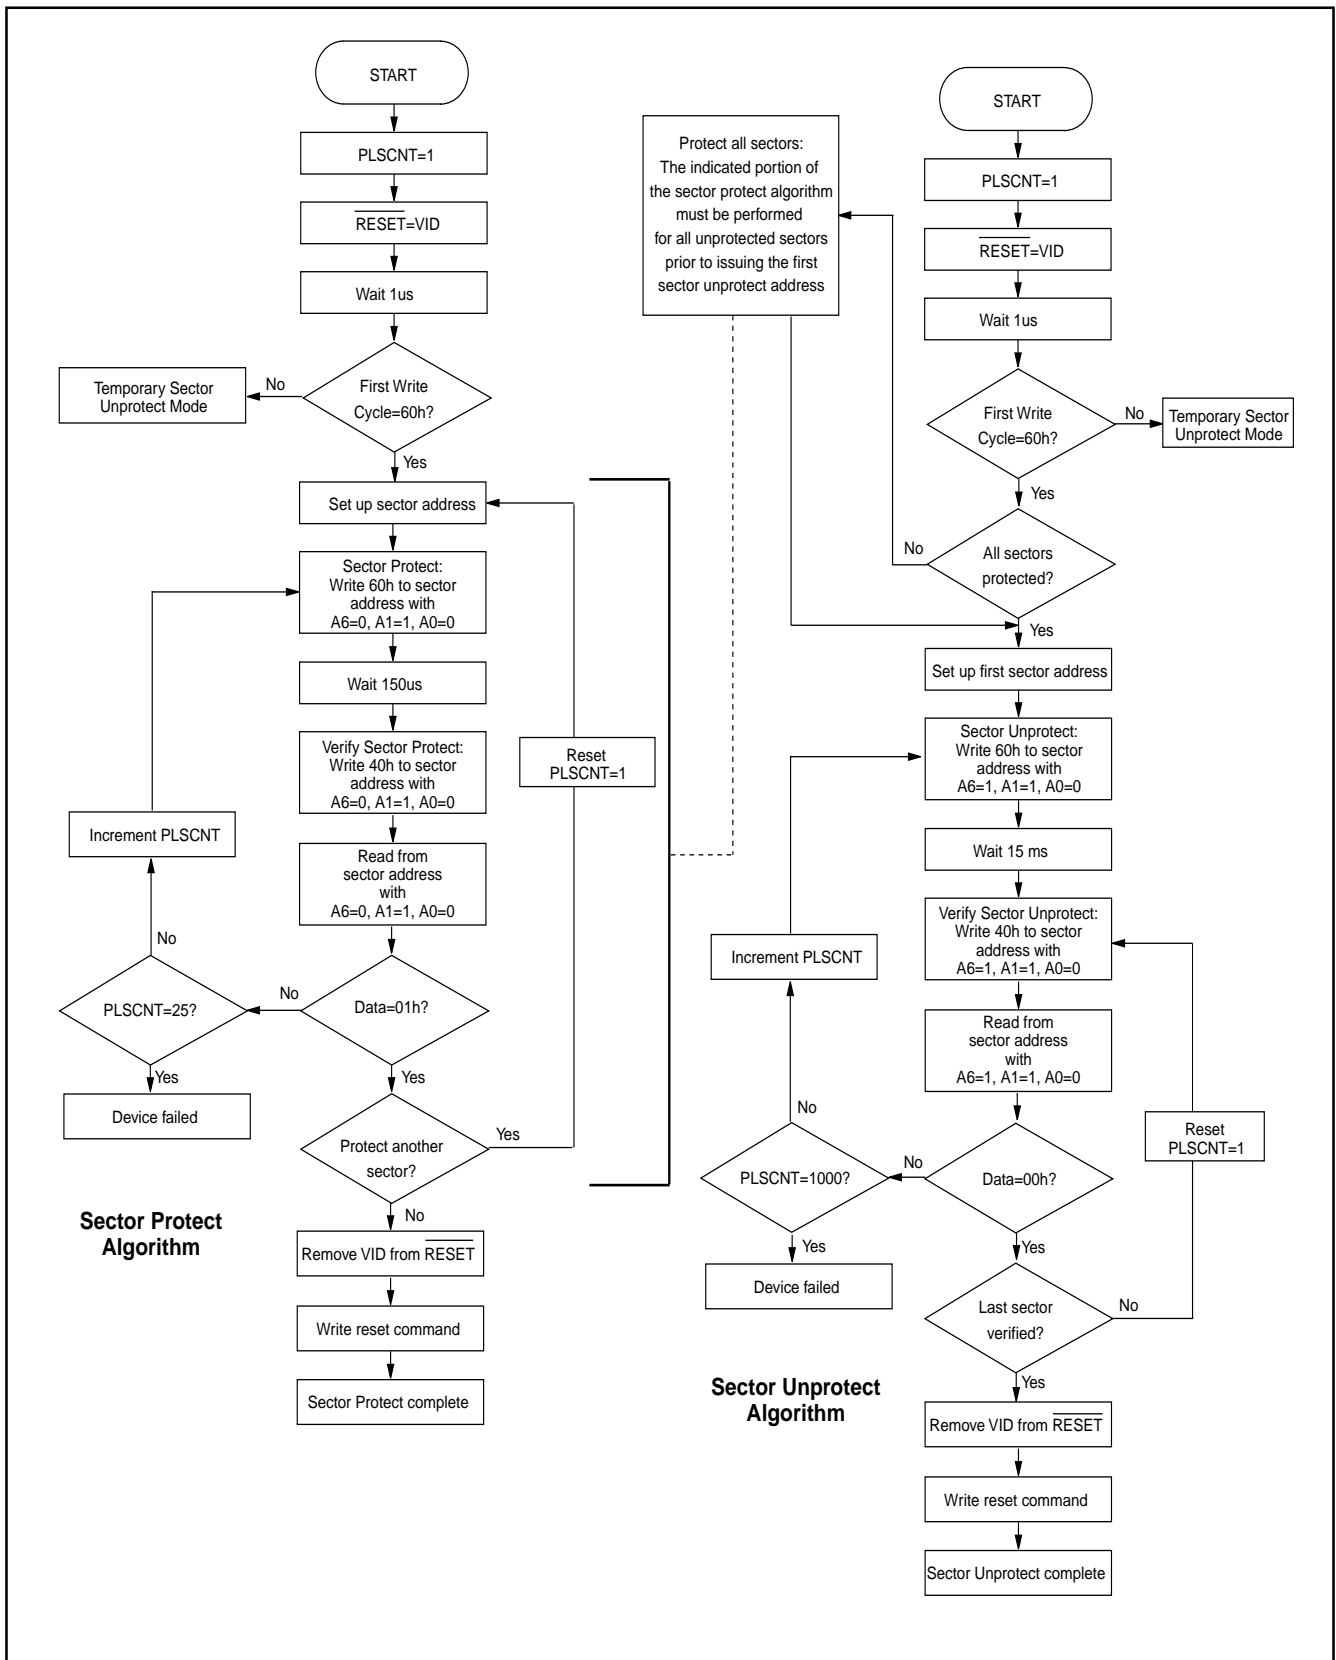 START
PLSCNT=1
RESET=VID
Wait 1us
First Write
Cycle=60h?
No
Temporary Sector
Unprotect Mode
Yes
Set up sector address
Sector Protect:
Write 60h to sector
address with
A6=0, A1=1, A0=0
Wait 150us
Verify Sector Protect:
Write 40h to sector
address with
A6=0, A1=1, A0=0
Reset
PLSCNT=1
Increment PLSCNT
Read from
sector address
with
A6=0, A1=1, A0=0
No
PLSCNT=25?
No
Data=01h?
Yes
Device failed
Yes
Protect another
sector?
Yes
No
Sector Protect
Algorithm
Remove VID from RESET
Write reset command
Sector Protect complete
Protect all sectors:
The indicated portion of
the sector protect algorithm
must be performed
for all unprotected sectors
prior to issuing the first
sector unprotect address
START
PLSCNT=1
RESET=VID
Wait 1us
First Write
Cycle=60h?
No
Temporary Sector
Unprotect Mode
Yes
No
All sectors
protected?
Yes
Set up first sector address
Sector Unprotect:
Write 60h to sector
address with
A6=1, A1=1, A0=0
Wait 15 ms
Verify Sector Unprotect:
Write 40h to sector
address with
A6=1, A1=1, A0=0
Increment PLSCNT
Read from
sector address
with
A6=1, A1=1, A0=0
No
Reset
PLSCNT=1
PLSCNT=1000?
No
Data=00h?
Yes
Device failed
Yes
Last sector
verified?
No
Yes
Sector Unprotect
Algorithm
Remove VID from RESET
Write reset command
Sector Unprotect complete